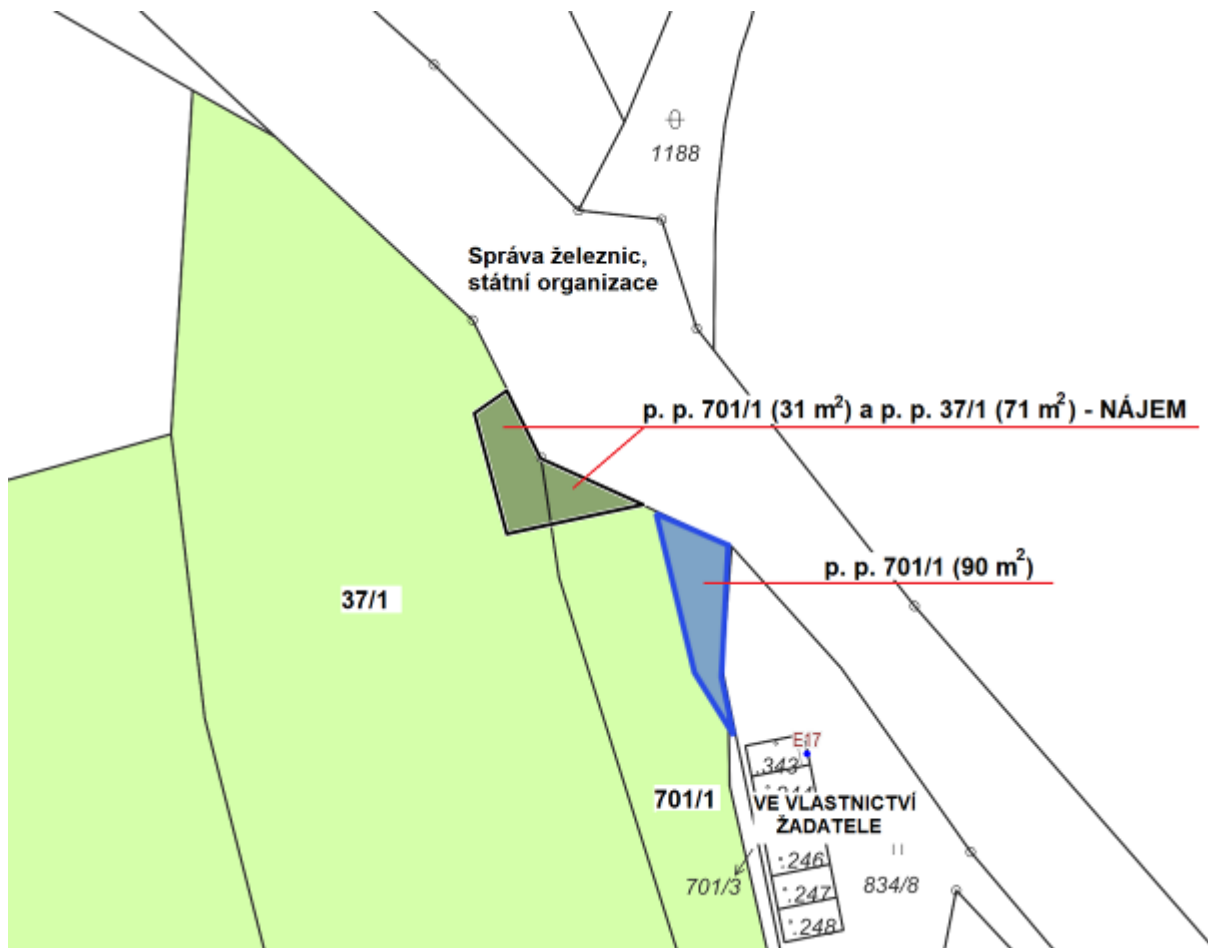 1188
Správa železnic,
státní organizace
p. p. 701/1 (31 m²) a p. p. 37/1 (71 m²) - NÁJEM
p. p. 701/1 (90 m²)
37/1
E17
.343
701/1
VE VLASTNICTVÍ
ŽADATELE
.246
701/3
.247
834/8
.248